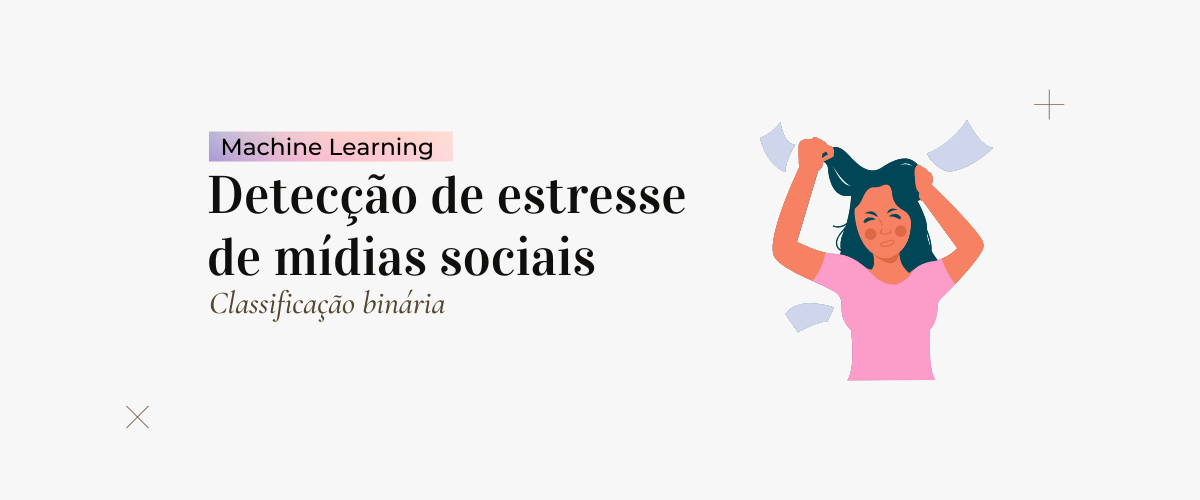 Machine Learning
Detecção de estresse
de mídias sociais
Classificação binária